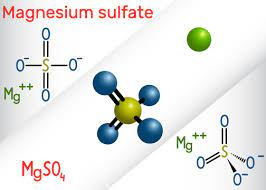 Magnesium sulfate
O
O⁻ S O⁻
O
Mg⁺⁺
Mg⁺⁺
O⁻
S
O O O⁻
MgSO₄